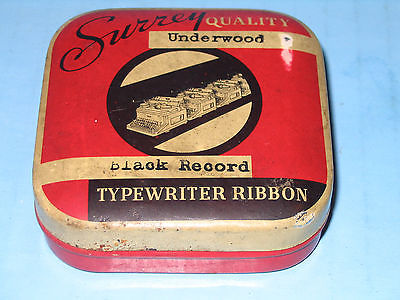 Surrey QUALITY
Underwood
Black Record
TYPEWRITER RIBBON